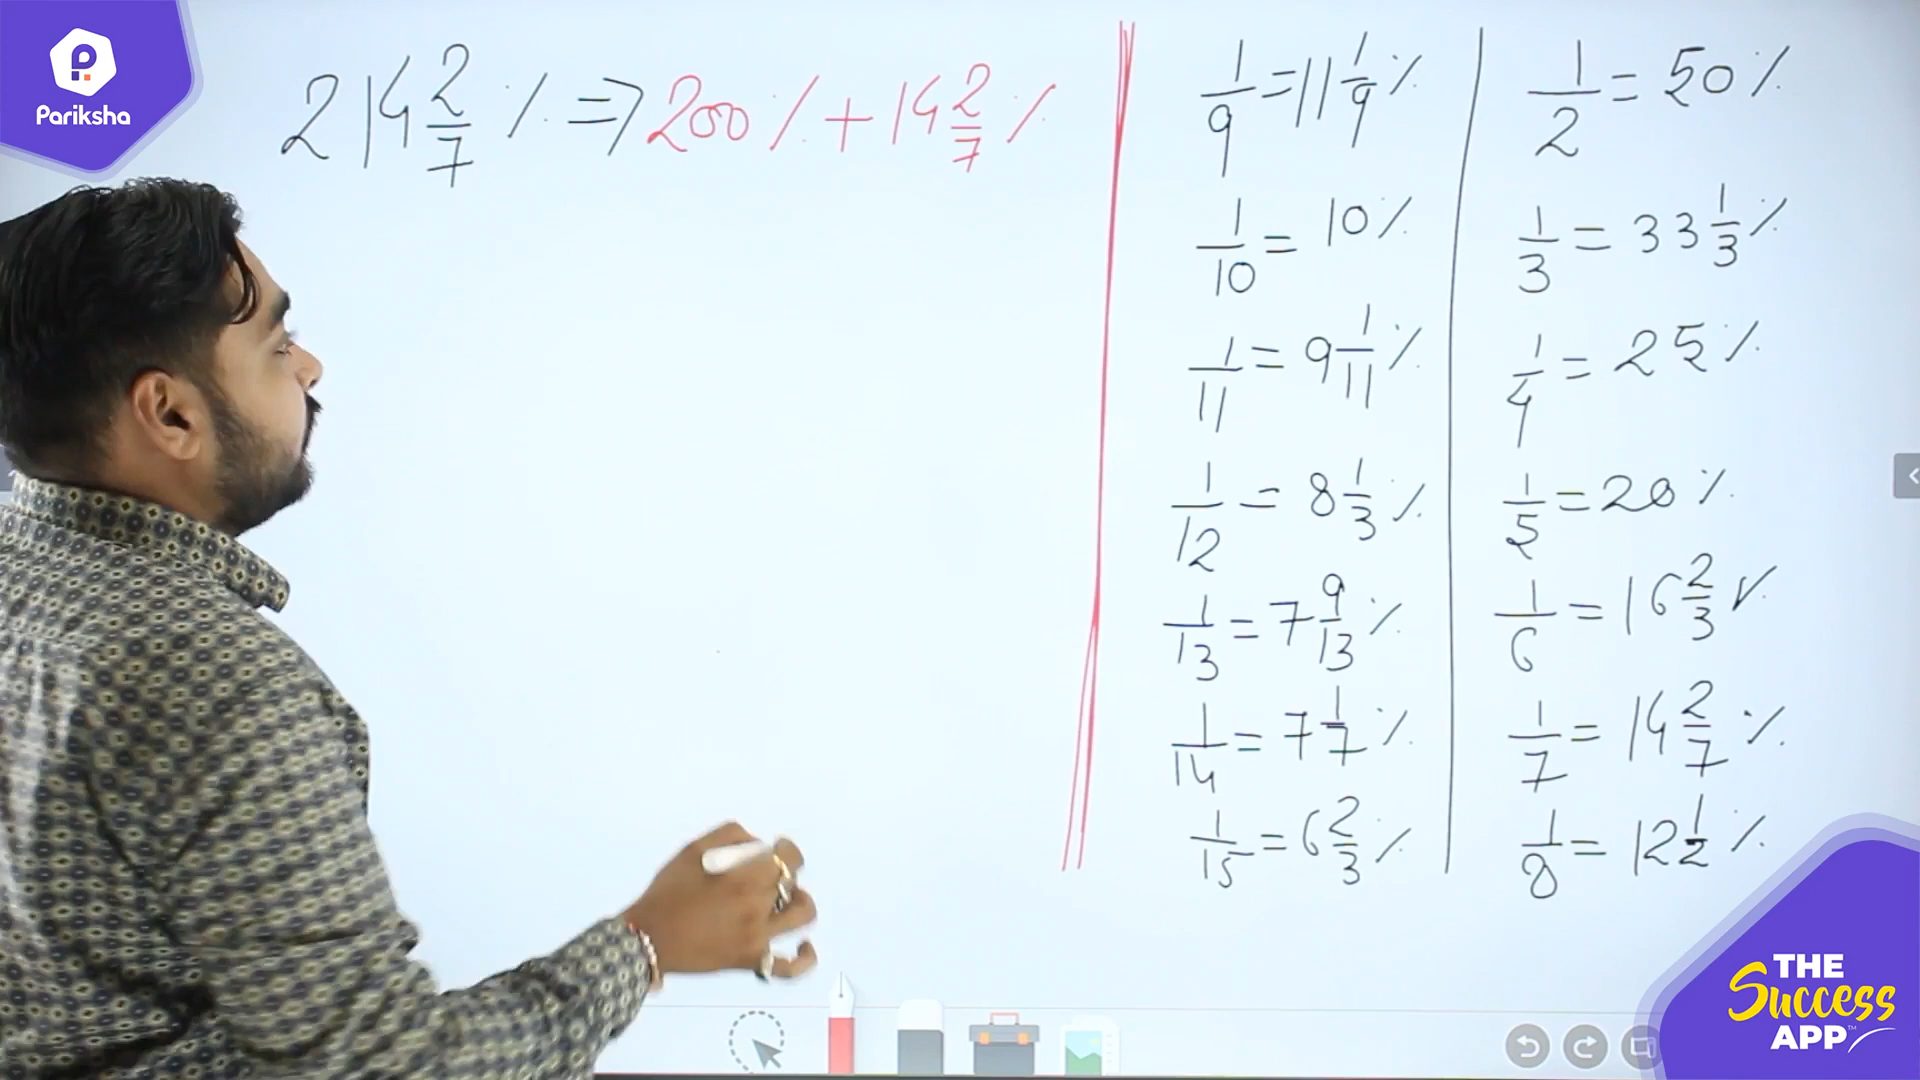 Pariksha
214 2/7 % ⇒ 200% + 14 2/7 %
1/9 = 11 1/9 %
1/10 = 10%
1/11 = 9 1/11 %
1/12 = 8 1/3 %
1/13 = 7 9/13 %
1/14 = 7 1/7 %
1/15 = 6 2/3 %
1/2 = 50%
1/3 = 33 1/3 %
1/4 = 25%
1/5 = 20%
1/6 = 16 2/3 %
1/7 = 14 2/7 %
1/8 = 12 1/2 %
THE
Success
APP™